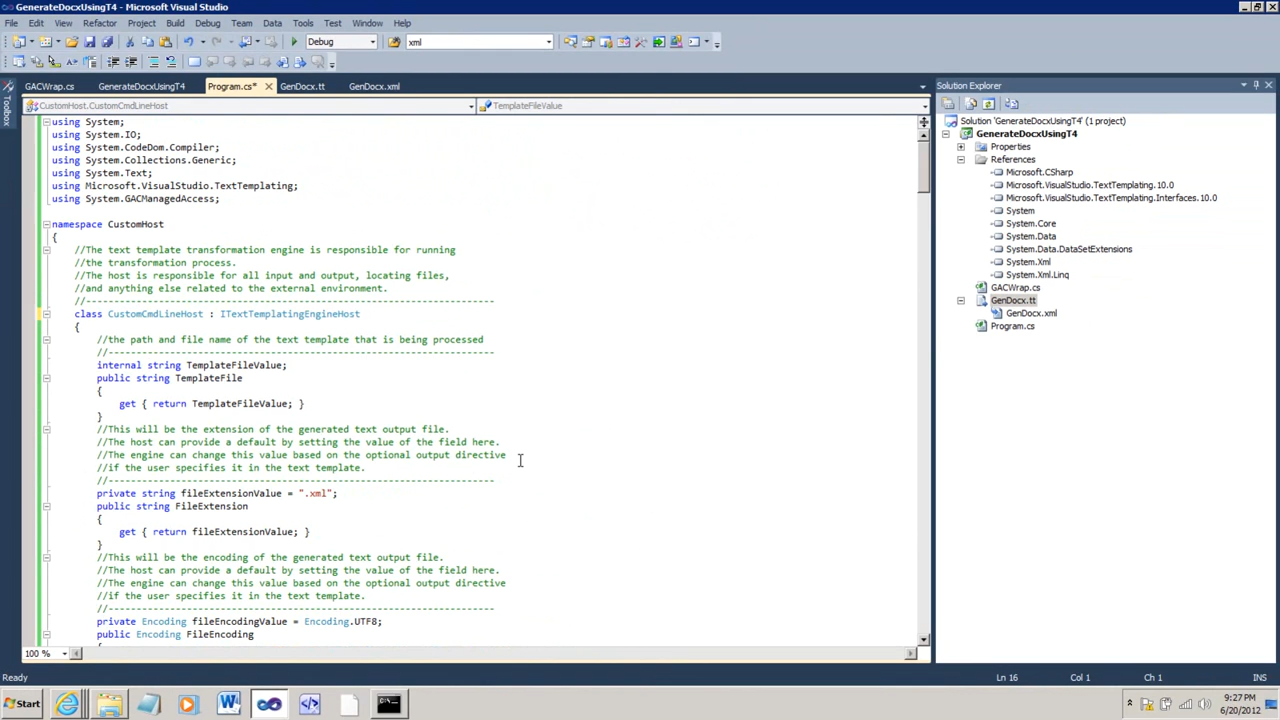 GenerateDocxUsingT4 - Microsoft Visual Studio
File Edit View Refactor Project Build Debug Team Data Tools Test Window Help
Debug xml
GACWrap.cs GenerateDocxUsingT4 Program.cs* GenDocx.tt GenDocx.xml
CustomHost.CustomCmdLineHost TemplateFileValue
Toolbox
using System;
using System.IO;
using System.CodeDom.Compiler;
using System.Collections.Generic;
using System.Text;
using Microsoft.VisualStudio.TextTemplating;
using System.GACManagedAccess;
namespace CustomHost
{
//The text template transformation engine is responsible for running
//the transformation process.
//The host is responsible for all input and output, locating files,
//and anything else related to the external environment.
//-------------------------------------------------------------------------
class CustomCmdLineHost : ITextTemplatingEngineHost
{
//the path and file name of the text template that is being processed
//---------------------------------------------------------------------
internal string TemplateFileValue;
public string TemplateFile
{
get { return TemplateFileValue; }
}
//This will be the extension of the generated text output file.
//The host can provide a default by setting the value of the field here.
//The engine can change this value based on the optional output directive
//if the user specifies it in the text template.
//---------------------------------------------------------------------
private string fileExtensionValue = ".xml";
public string FileExtension
{
get { return fileExtensionValue; }
}
//This will be the encoding of the generated text output file.
//The host can provide a default by setting the value of the field here.
//The engine can change this value based on the optional output directive
//if the user specifies it in the text template.
//---------------------------------------------------------------------
private Encoding fileEncodingValue = Encoding.UTF8;
public Encoding FileEncoding
100 %
Solution Explorer
Solution 'GenerateDocxUsingT4' (1 project)
GenerateDocxUsingT4
Properties
References
Microsoft.CSharp
Microsoft.VisualStudio.TextTemplating.10.0
Microsoft.VisualStudio.TextTemplating.Interfaces.10.0
System
System.Core
System.Data
System.Data.DataSetExtensions
System.Xml
System.Xml.Linq
GACWrap.cs
GenDocx.tt
GenDocx.xml
Program.cs
Ready Ln 16 Col 1 Ch 1 INS
Start
9:27 PM
6/20/2012